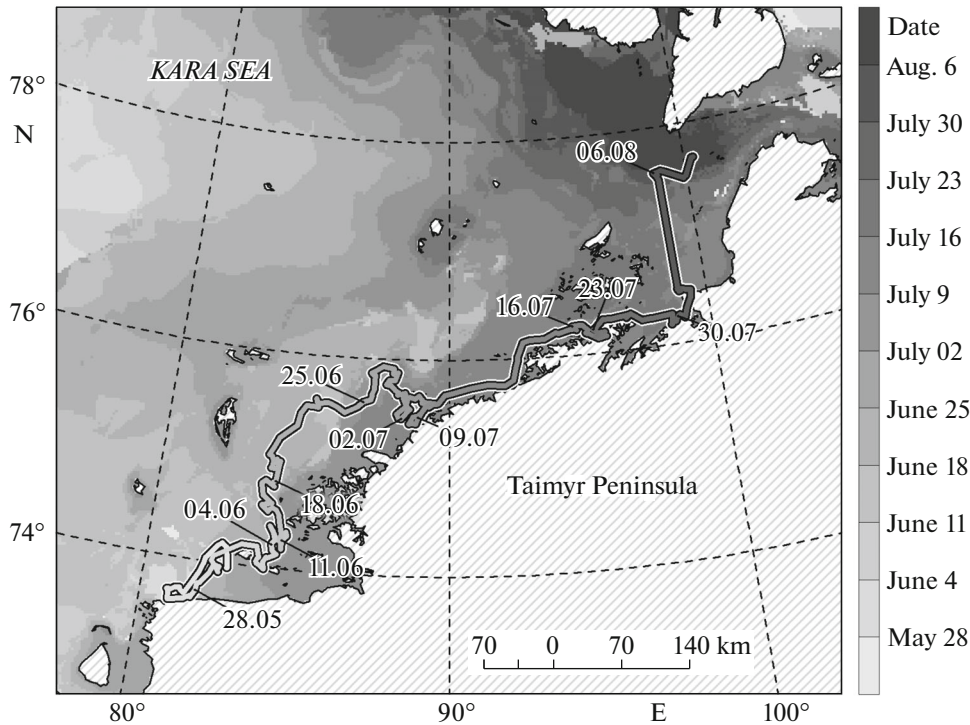 KARA SEA
78°
N
76°
74°
06.08
16.07
23.07
30.07
25.06
02.07
09.07
Taimyr Peninsula
04.06
18.06
11.06
28.05
70 0 70 140 km
80° 90° E 100°
Date
Aug. 6
July 30
July 23
July 16
July 9
July 02
June 25
June 18
June 11
June 4
May 28